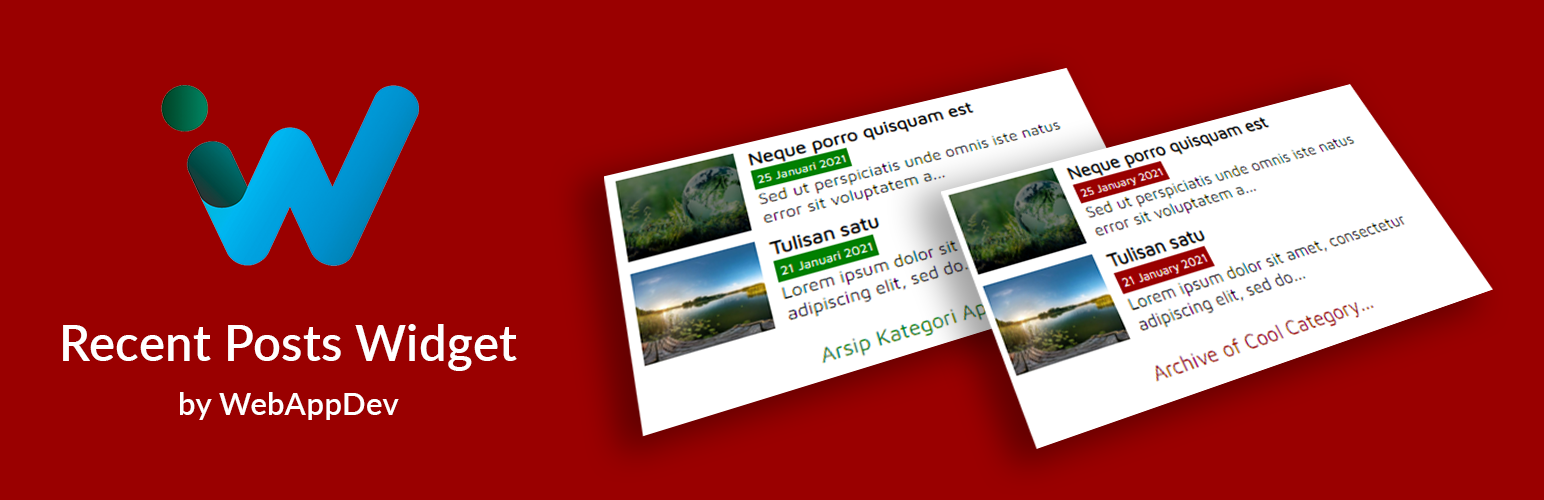 Recent Posts Widget
by WebAppDev
Neque porro quisquam est
25 Januari 2021
Sed ut perspiciatis unde omnis iste natus
error sit voluptatem a...
Tulisan satu
21 Januari 2021
Lorem ipsum dolor sit
adipiscing elit, sed do.
Arsip Kategori Ap
Neque porro quisquam est
25 January 2021
Sed ut perspiciatis unde omnis iste natus
error sit voluptatem a...
Tulisan satu
21 January 2021
Lorem ipsum dolor sit amet, consectetur
adipiscing elit, sed do...
Archive of Cool Category...